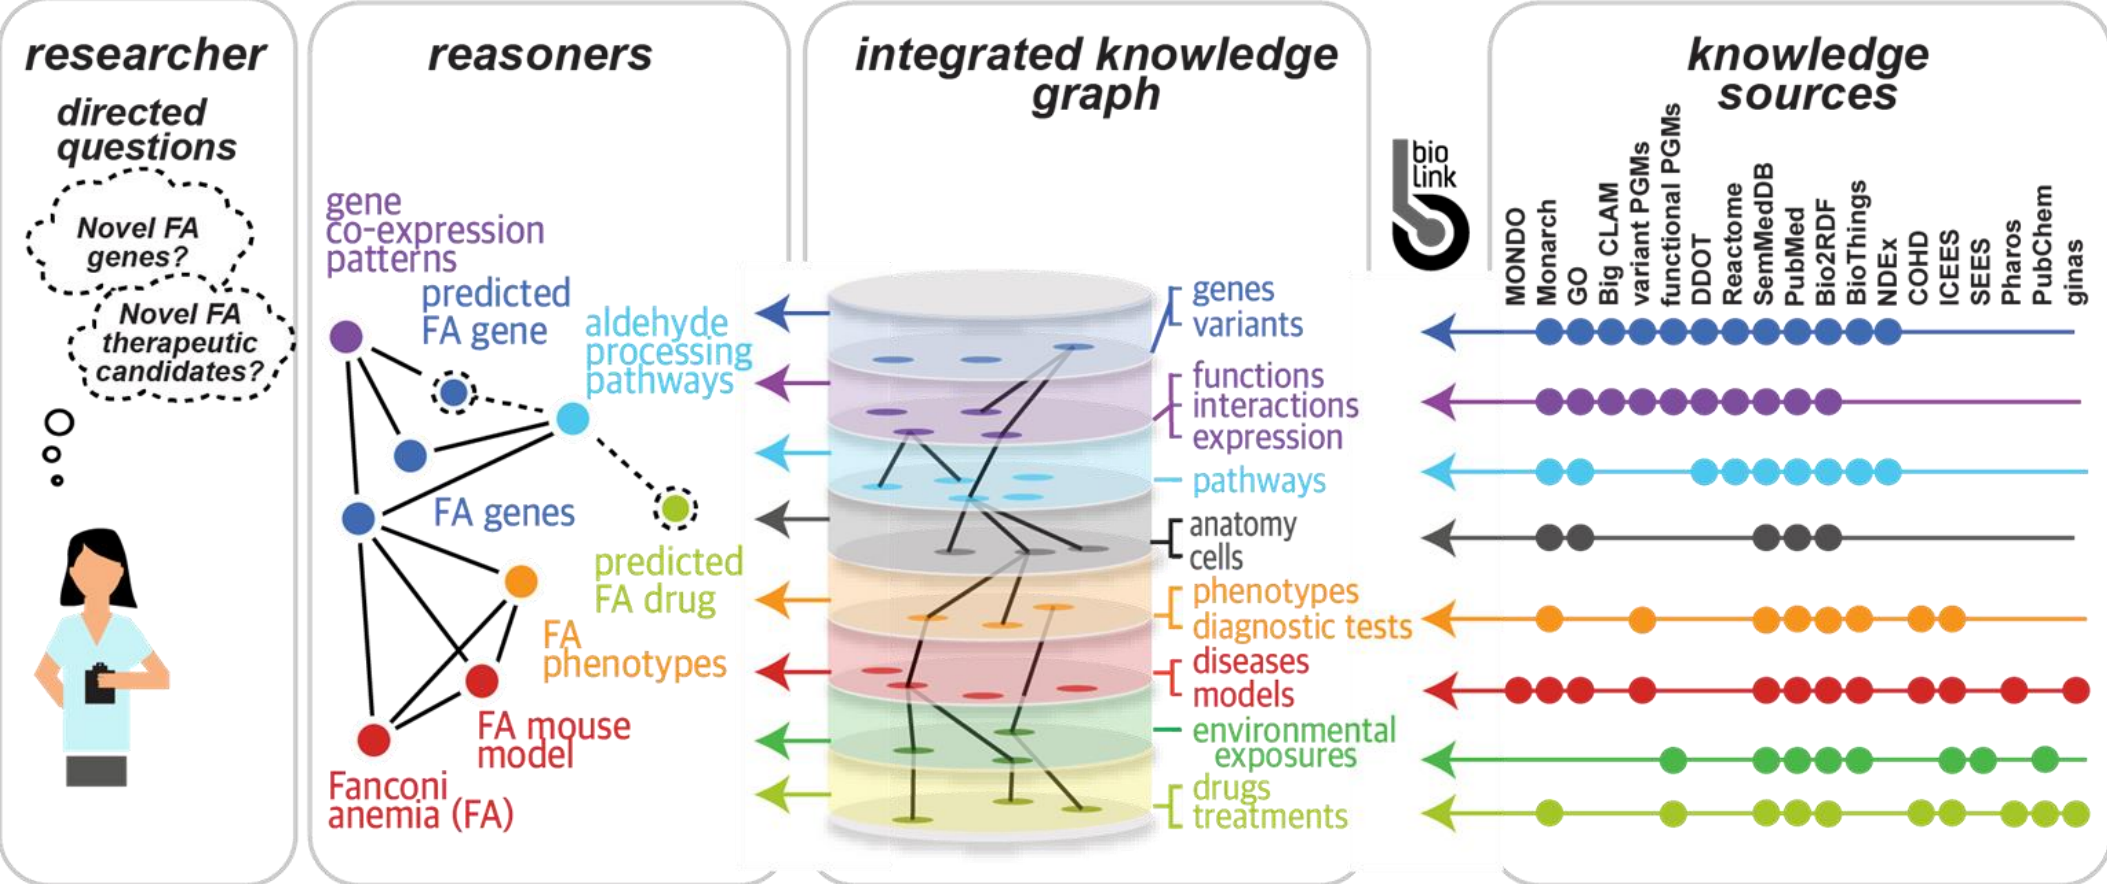 researcher
directed
questions
Novel FA
genes?
Novel FA
therapeutic
candidates?
reasoners
gene
co-expression
patterns
predicted
FA gene
aldehyde
processing
pathways
FA genes
predicted
FA drug
FA
phenotypes
FA mouse
model
Fanconi
anemia (FA)
integrated knowledge
graph
genes
variants
functions
interactions
expression
pathways
anatomy
cells
phenotypes
diagnostic tests
diseases
models
environmental
exposures
drugs
treatments
bio
link
knowledge
sources
MONDO
Monarch
GO
Big CLAM
variant PGMs
functional PGMs
DDOT
Reactome
SemMedDB
PubMed
Bio2RDF
BioThings
NDEx
COHD
ICEES
SEES
Pharos
PubChem
ginas